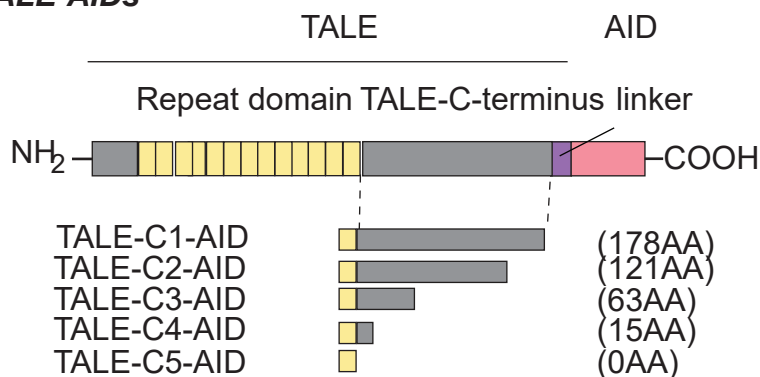 ALE-AIDs
TALE AID
Repeat domain TALE-C-terminus linker
NH2 COOH
TALE-C1-AID (178AA)
TALE-C2-AID (121AA)
TALE-C3-AID (63AA)
TALE-C4-AID (15AA)
TALE-C5-AID (0AA)